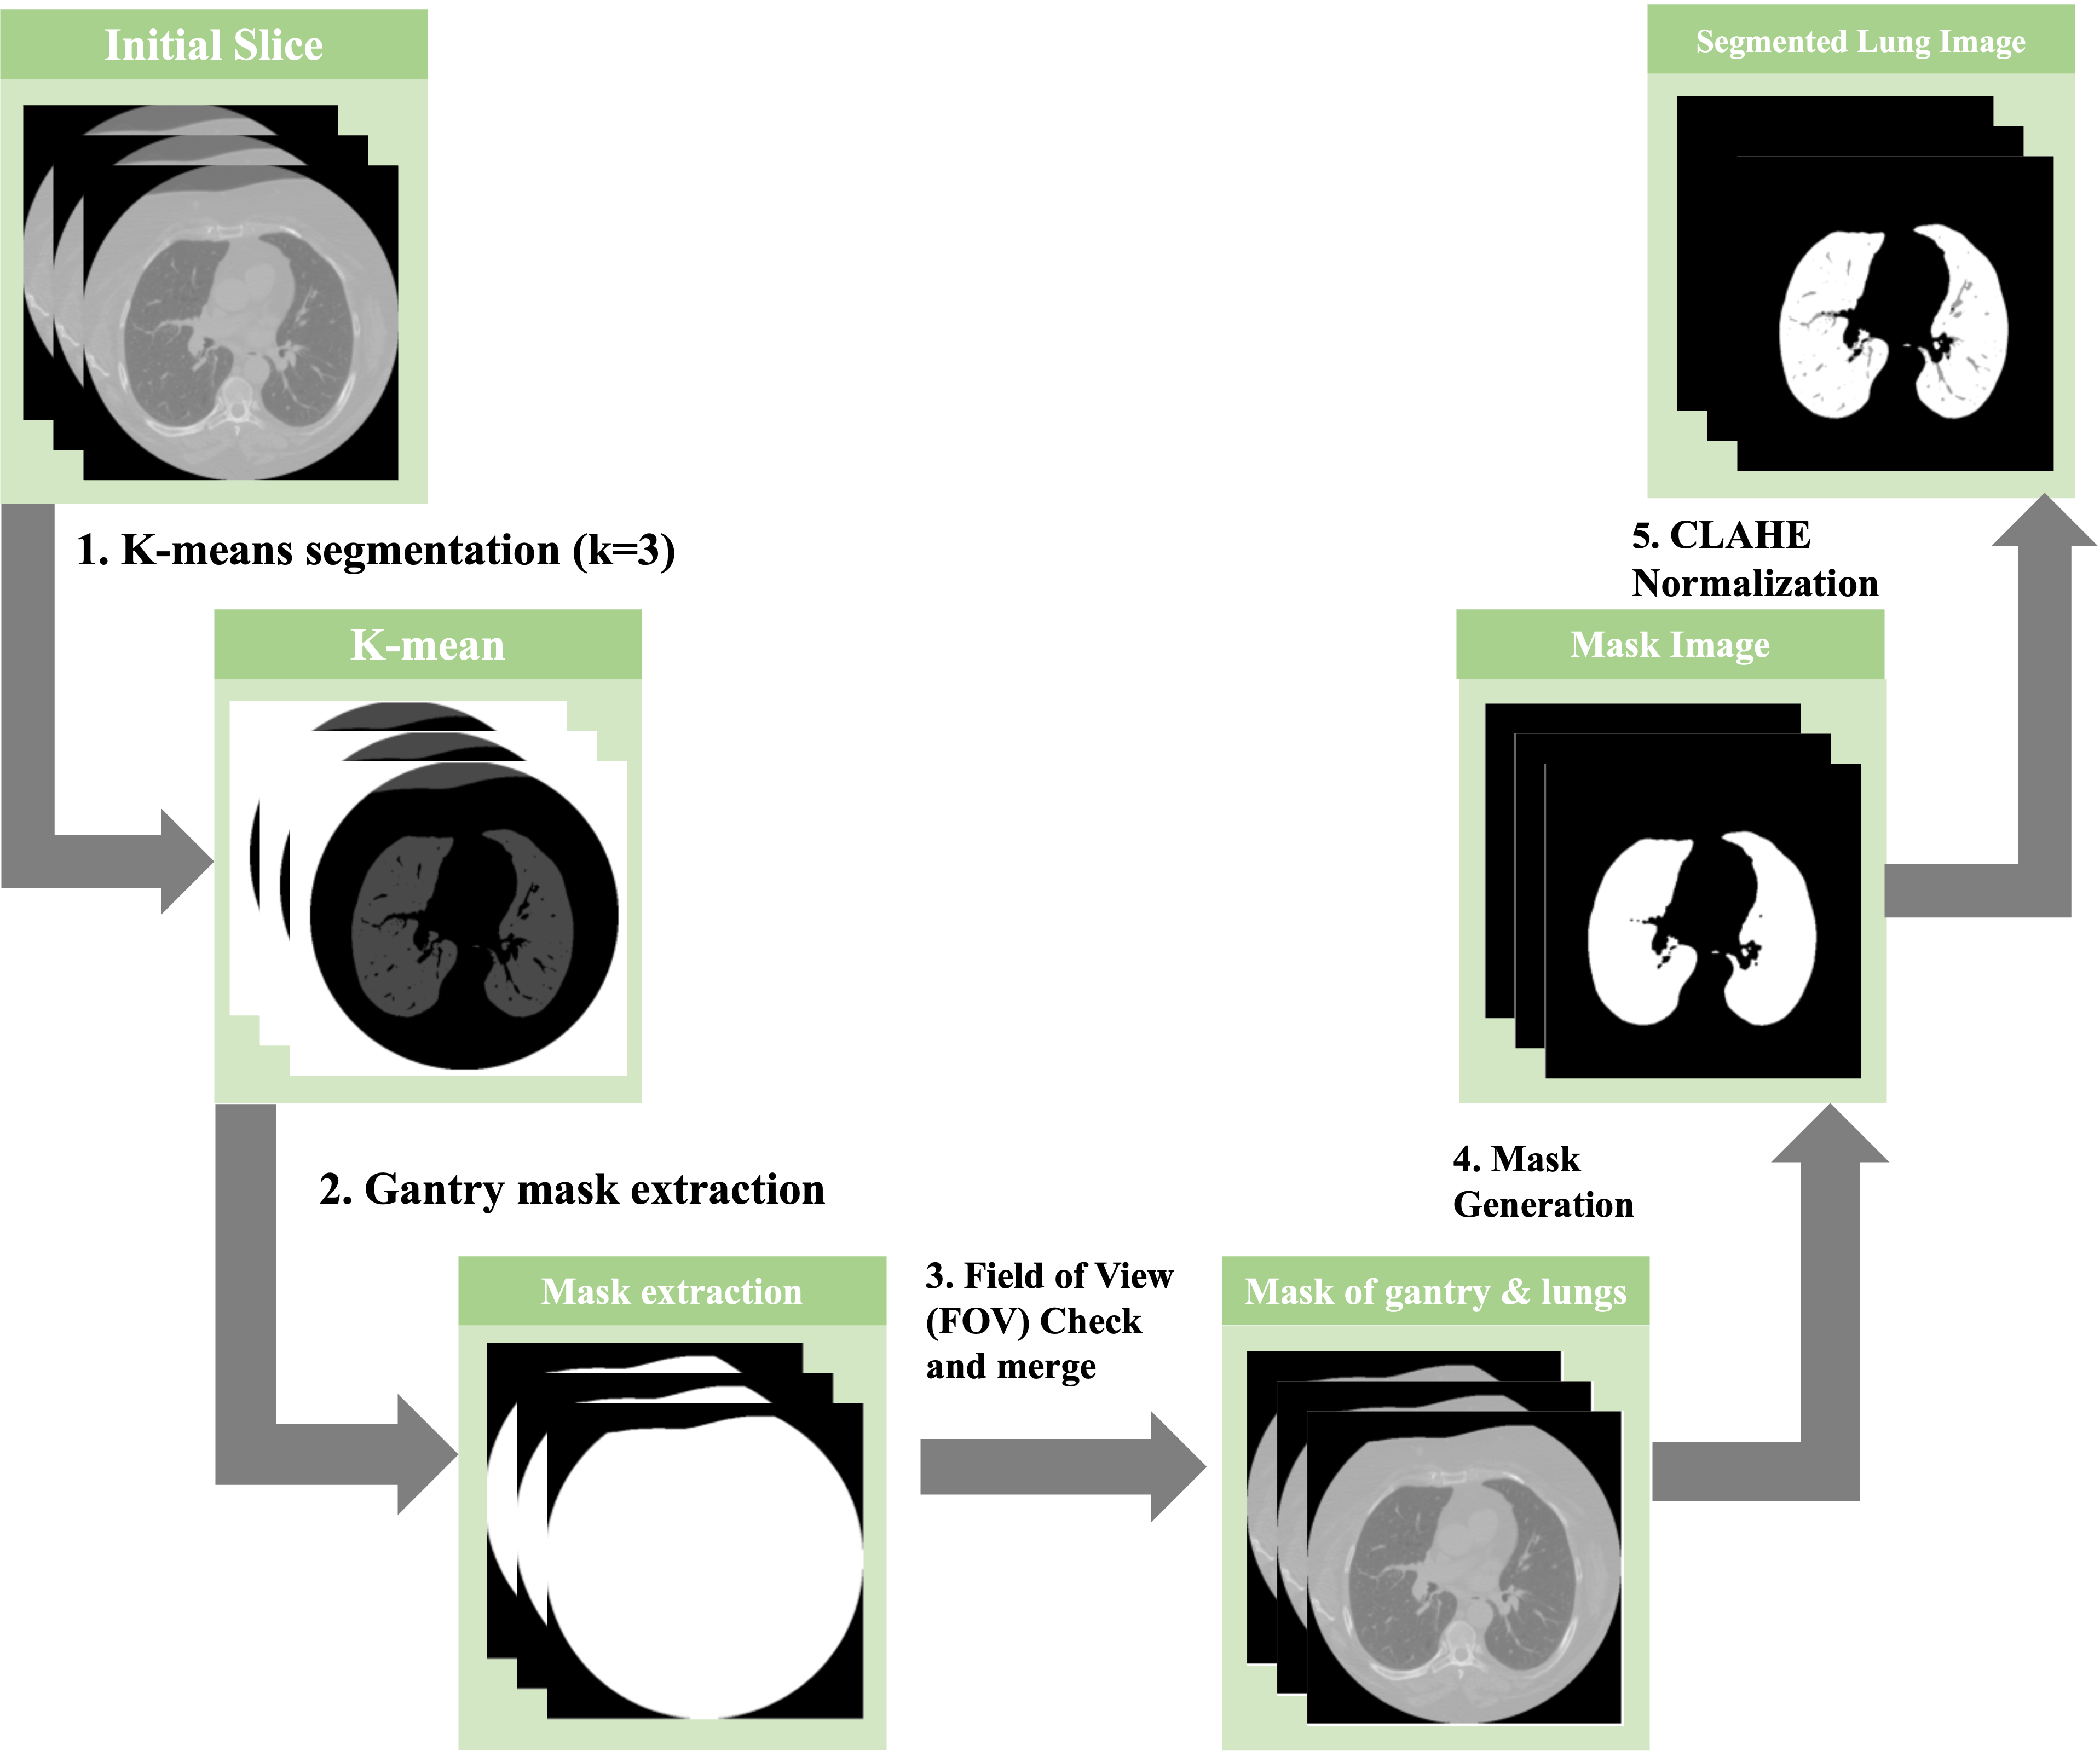 Initial Slice
1. K-means segmentation (k=3)
K-mean
2. Gantry mask extraction
Mask extraction
3. Field of View
(FOV) Check
and merge
Mask of gantry & lungs
4. Mask
Generation
Mask Image
5. CLAHE
Normalization
Segmented Lung Image